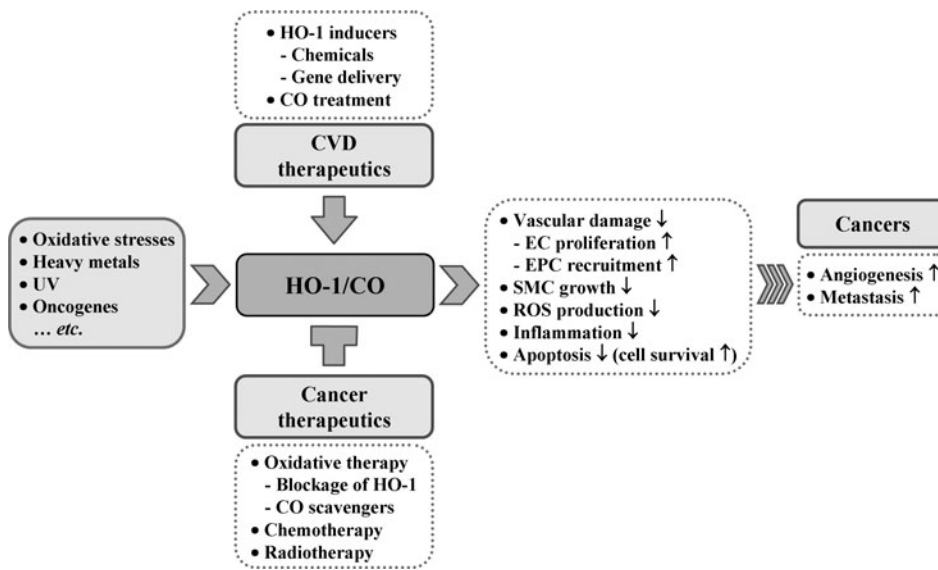 • HO-1 inducers
- Chemicals
- Gene delivery
• CO treatment
CVD
therapeutics
• Oxidative stresses
• Heavy metals
• UV
• Oncogenes
... etc.
HO-1/CO
• Vascular damage ↓
- EC proliferation ↑
- EPC recruitment ↑
• SMC growth ↓
• ROS production ↓
• Inflammation ↓
• Apoptosis ↓ (cell survival ↑)
Cancers
• Angiogenesis ↑
• Metastasis ↑
Cancer
therapeutics
• Oxidative therapy
- Blockage of HO-1
- CO scavengers
• Chemotherapy
• Radiotherapy